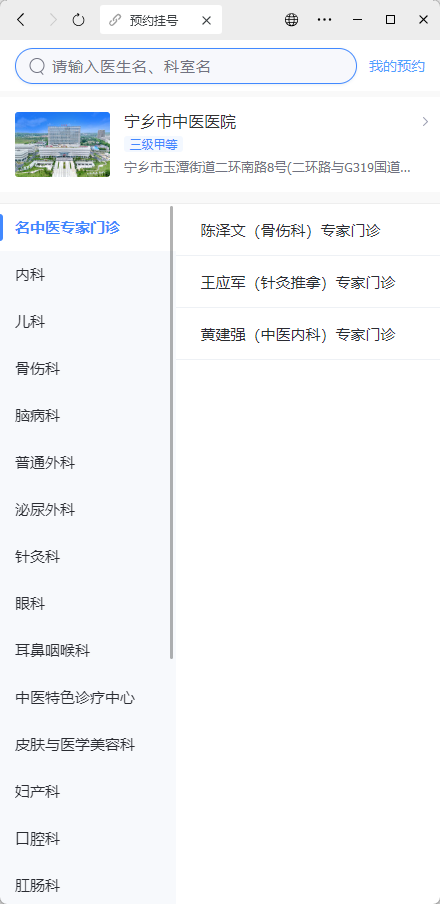 预约挂号
请输入医生名、科室名
我的预约
宁乡市中医医院
三级甲等
宁乡市玉潭街道二环南路8号(二环路与G319国道...
名中医专家门诊
内科
儿科
骨伤科
脑病科
普通外科
泌尿外科
针灸科
眼科
耳鼻咽喉科
中医特色诊疗中心
皮肤与医学美容科
妇产科
口腔科
肛肠科
陈泽文（骨伤科）专家门诊
王应军（针灸推拿）专家门诊
黄建强（中医内科）专家门诊